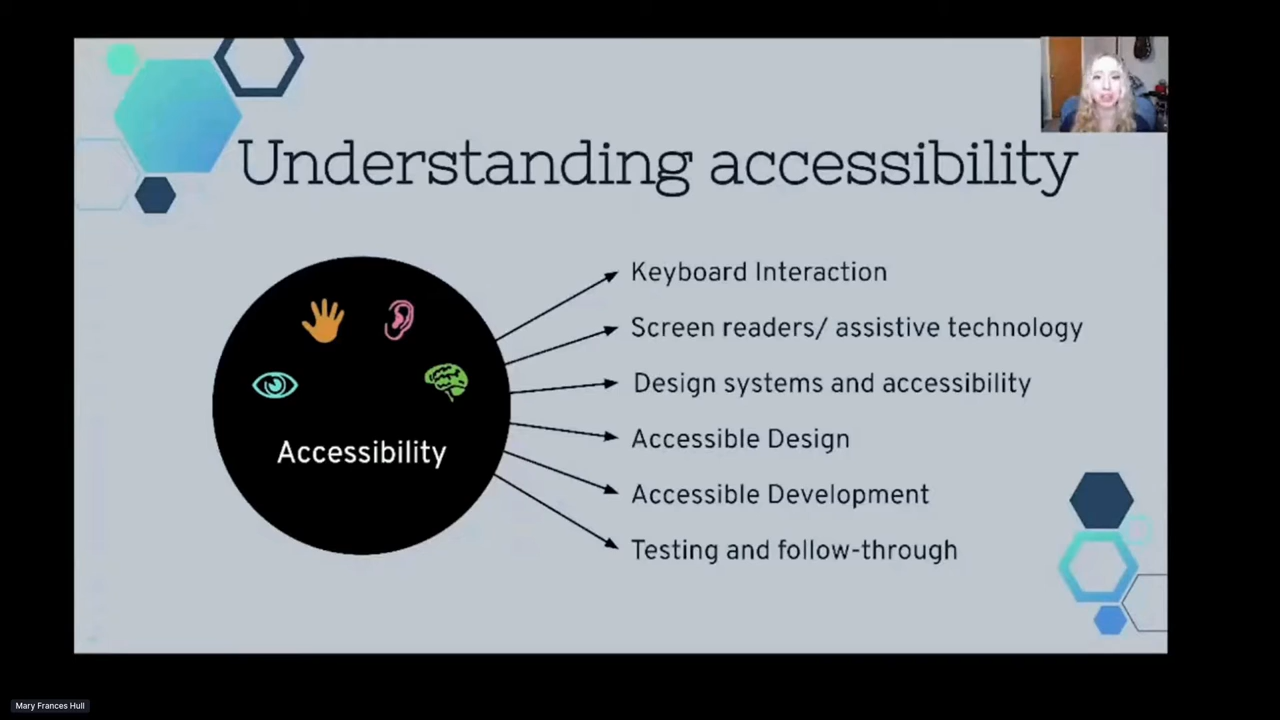 Understanding accessibility
Accessibility
Keyboard Interaction
Screen readers/ assistive technology
Design systems and accessibility
Accessible Design
Accessible Development
Testing and follow-through
Mary Frances Hull